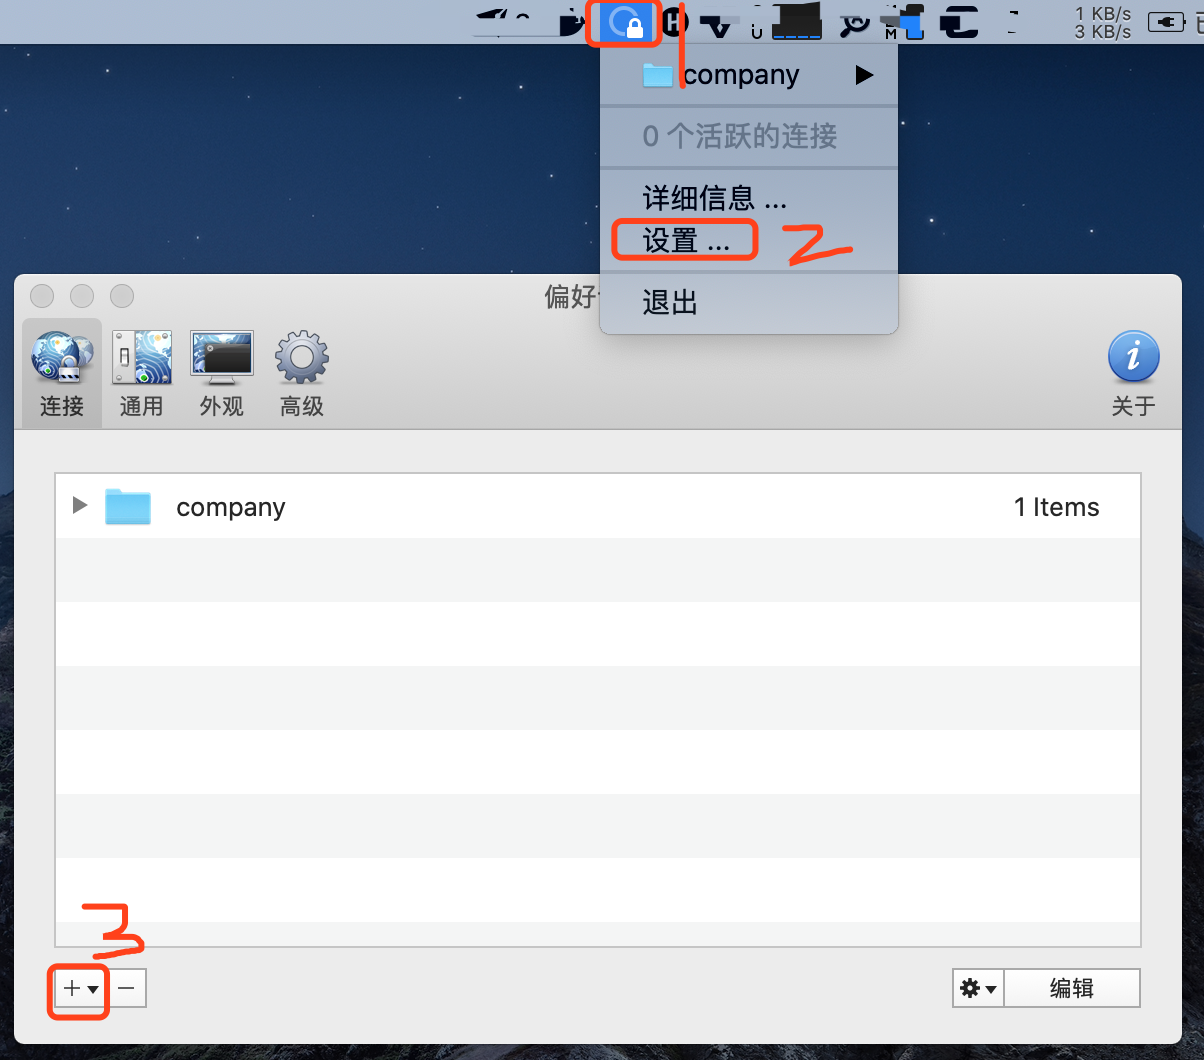 1 KB/s
3 KB/s
1
company
0 个活跃的连接
详细信息 ...
设置 ...
2
退出
偏好
连接
通用
外观
高级
关于
company
1 Items
3
编辑